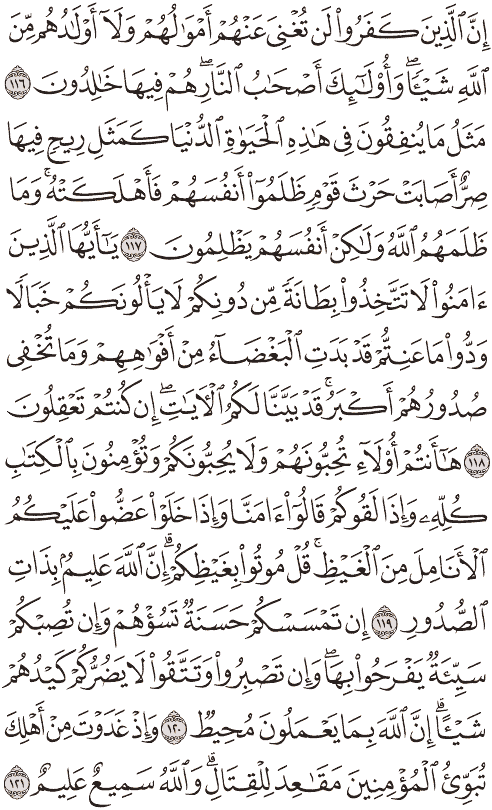 إِنَّ ٱلَّذِينَ كَفَرُوا۟ لَن تُغْنِىَ عَنْهُمْ أَمْوَٰلُهُمْ وَلَآ أَوْلَٰدُهُم مِّنَ
ٱللَّهِ شَيْـًٔا ۖ وَأُو۟لَٰٓئِكَ أَصْحَٰبُ ٱلنَّارِ ۚ هُمْ فِيهَا خَٰلِدُونَ ١١٦
مَثَلُ مَا يُنفِقُونَ فِى هَٰذِهِ ٱلْحَيَوٰةِ ٱلدُّنْيَا كَمَثَلِ رِيحٍ فِيهَا
صِرٌّ أَصَابَتْ حَرْثَ قَوْمٍ ظَلَمُوٓا۟ أَنفُسَهُمْ فَأَهْلَكَتْهُ ۚ وَمَا
ظَلَمَهُمُ ٱللَّهُ وَلَٰكِنْ أَنفُسَهُمْ يَظْلِمُونَ ١١٧ يَٰٓأَيُّهَا ٱلَّذِينَ
ءَامَنُوا۟ لَا تَتَّخِذُوا۟ بِطَانَةً مِّن دُونِكُمْ لَا يَأْلُونَكُمْ خَبَالًا
وَدُّوا۟ مَا عَنِتُّمْ قَدْ بَدَتِ ٱلْبَغْضَآءُ مِنْ أَفْوَٰهِهِمْ وَمَا تُخْفِى
صُدُورُهُمْ أَكْبَرُ ۚ قَدْ بَيَّنَّا لَكُمُ ٱلْـَٔايَٰتِ ۖ إِن كُنتُمْ تَعْقِلُونَ
١١٨ هَٰٓأَنتُمْ أُو۟لَآءِ تُحِبُّونَهُمْ وَلَا يُحِبُّونَكُمْ وَتُؤْمِنُونَ بِٱلْكِتَٰبِ
كُلِّهِۦ وَإِذَا لَقُوكُمْ قَالُوٓا۟ ءَامَنَّا وَإِذَا خَلَوْا۟ عَضُّوا۟ عَلَيْكُمُ
ٱلْأَنَامِلَ مِنَ ٱلْغَيْظِ ۚ قُلْ مُوتُوا۟ بِغَيْظِكُمْ ۗ إِنَّ ٱللَّهَ عَلِيمٌۢ بِذَاتِ
ٱلصُّدُورِ ١١٩ إِن تَمْسَسْكُمْ حَسَنَةٌ تَسُؤْهُمْ وَإِن تُصِبْكُمْ
سَيِّئَةٌ يَفْرَحُوا۟ بِهَا ۖ وَإِن تَصْبِرُوا۟ وَتَتَّقُوا۟ لَا يَضُرُّكُمْ كَيْدُهُمْ
شَيْـًٔا ۗ إِنَّ ٱللَّهَ بِمَا يَعْمَلُونَ مُحِيطٌ ١٢٠ وَإِذْ غَدَوْتَ مِنْ أَهْلِكَ
تُبَوِّئُ ٱلْمُؤْمِنِينَ مَقَٰعِدَ لِلْقِتَالِ ۗ وَٱللَّهُ سَمِيعٌ عَلِيمٌ ١٢١